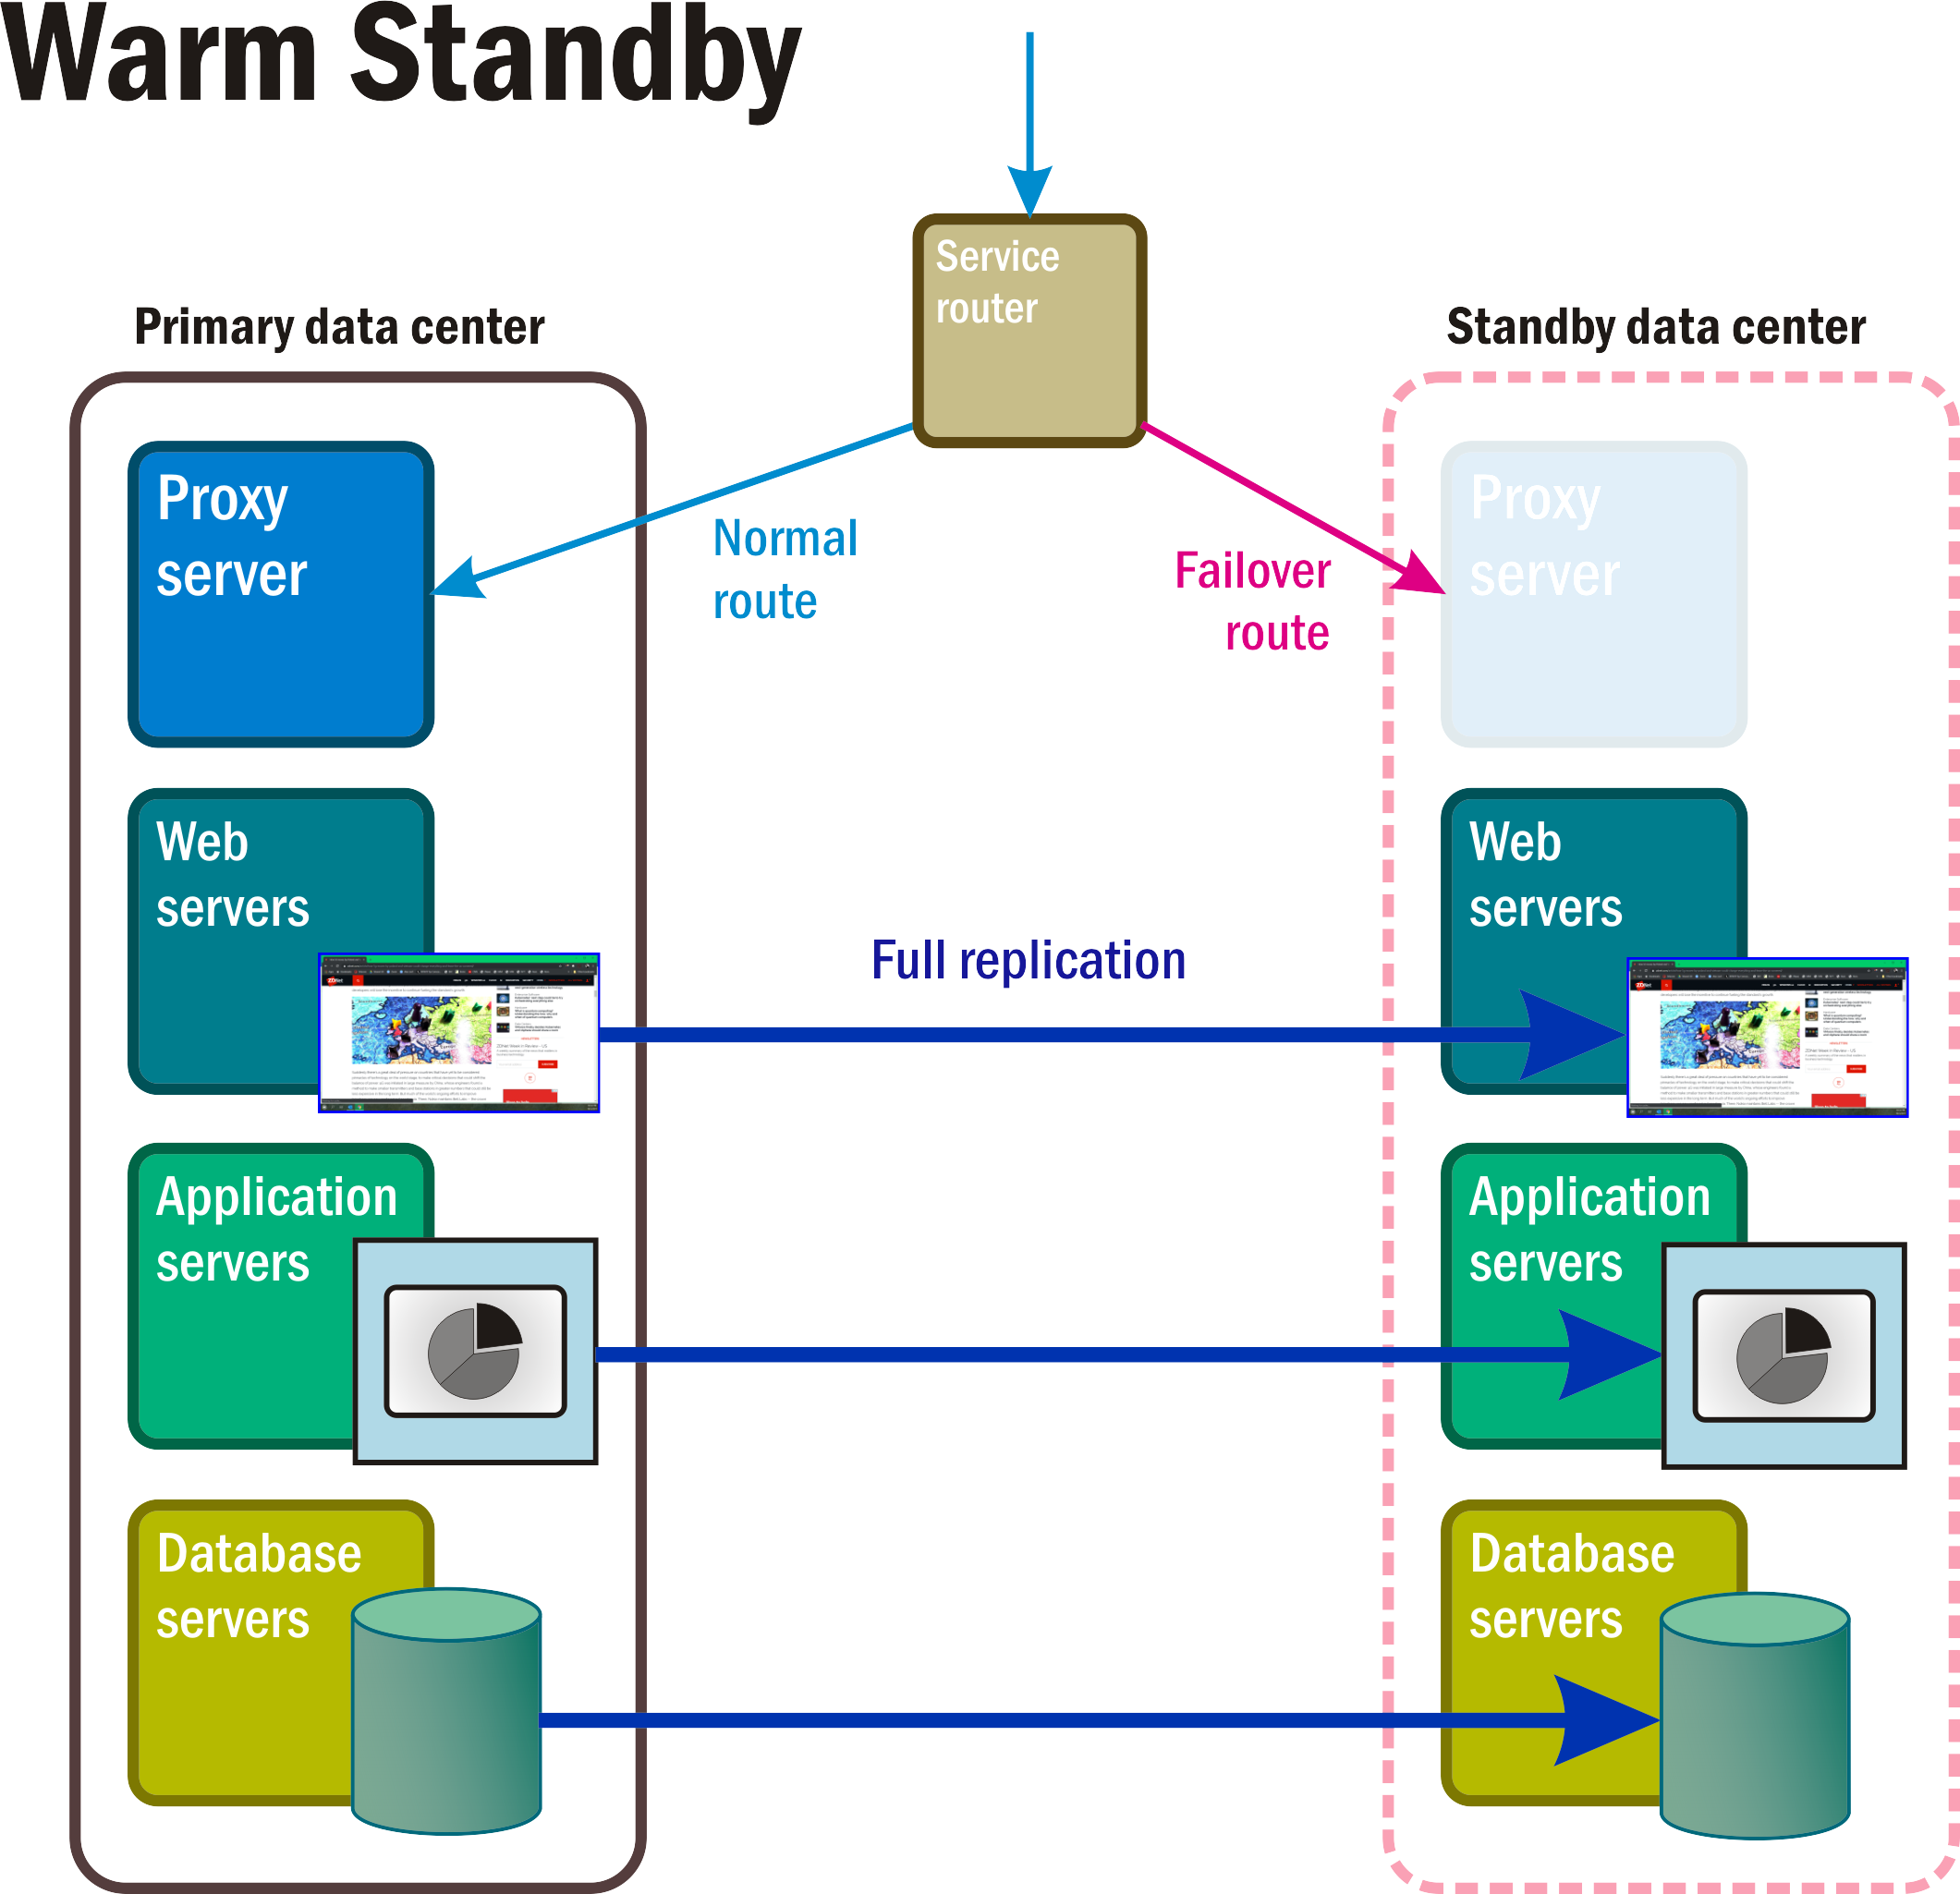 Warm Standby
Service
router
Primary data center
Standby data center
Proxy
server
Normal
route
Failover
route
Proxy
server
Web
servers
Full replication
Web
servers
Application
servers
Application
servers
Database
servers
Database
servers